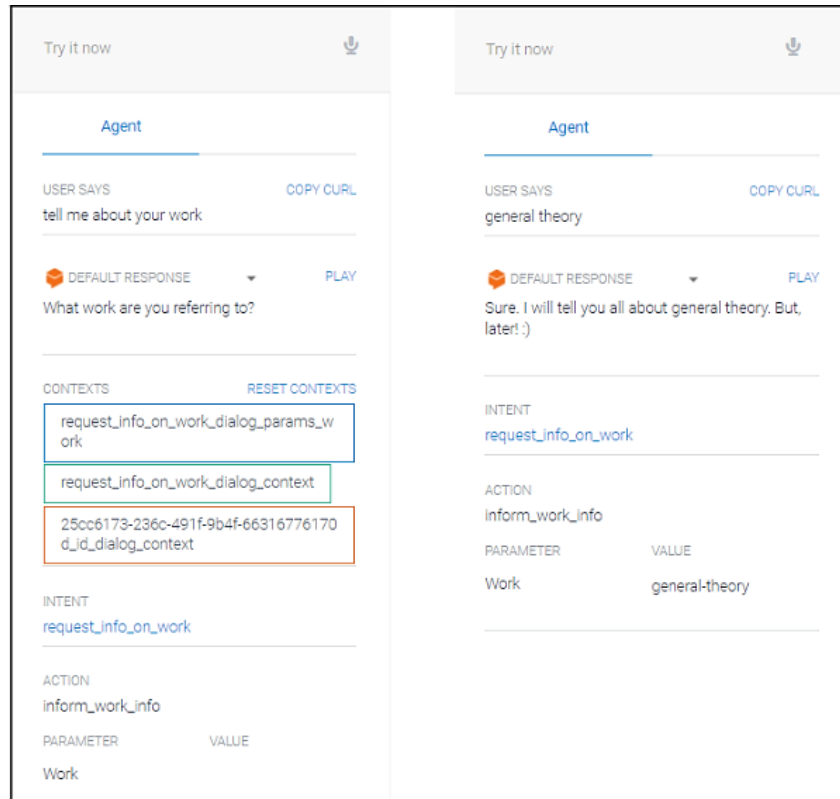 Try it now
Agent
USER SAYS COPY CURL
tell me about your work
DEFAULT RESPONSE PLAY
What work are you referring to?
CONTEXTS RESET CONTEXTS
request_info_on_work_dialog_params_w
ork
request_info_on_work_dialog_context
25cc6173-236c-491f-9b4f-66316776170
d_id_dialog_context
INTENT
request_info_on_work
ACTION
inform_work_info
PARAMETER VALUE
Work
Try it now
Agent
USER SAYS COPY CURL
general theory
DEFAULT RESPONSE PLAY
Sure. I will tell you all about general theory. But,
later! :)
INTENT
request_info_on_work
ACTION
inform_work_info
PARAMETER VALUE
Work general-theory